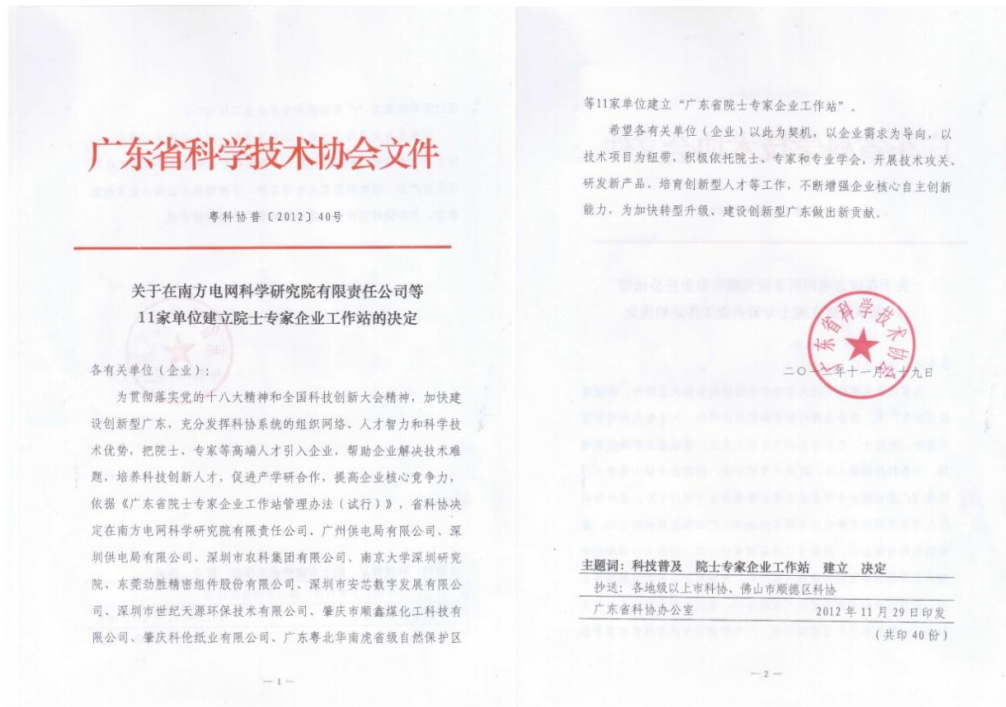 广东省科学技术协会文件
粤科协普〔2012〕40号
关于在南方电网科学研究院有限责任公司等
11家单位建立院士专家企业工作站的决定
各有关单位（企业）：
为贯彻落实党的十八大精神和全国科技创新大会精神，加快建
设创新型广东，充分发挥科协系统的组织网络、人才智力和科学技
术优势，把院士、专家等高端人才引入企业，帮助企业解决技术难
题，培养科技创新人才，促进产学研合作，提高企业核心竞争力，
依据《广东省院士专家企业工作站管理办法（试行）》，省科协决
定在南方电网科学研究院有限责任公司、广州供电局有限公司、深
圳供电局有限公司、深圳市农科集团有限公司、南京大学深圳研究
院、东莞劲胜精密组件股份有限公司、深圳市安芯数字发展有限公
司、深圳市世纪天源环保技术有限公司、肇庆市顺鑫煤化工科技有
限公司、肇庆科伦纸业有限公司、广东粤北华南虎省级自然保护区
— 1 —
等11家单位建立“广东省院士专家企业工作站”。
希望各有关单位（企业）以此为契机，以企业需求为导向，以
技术项目为纽带，积极依托院士、专家和专业学会，开展技术攻关、
研发新产品、培育创新型人才等工作，不断增强企业核心自主创新
能力，为加快转型升级、建设创新型广东做出新贡献。
广东省科学技术协会
二〇一二年十一月二十九日
主题词：科技普及 院士专家企业工作站 建立 决定
抄送：各地级以上市科协、佛山市顺德区科协
广东省科协办公室 2012年11月29日印发
（共印40份）
— 2 —